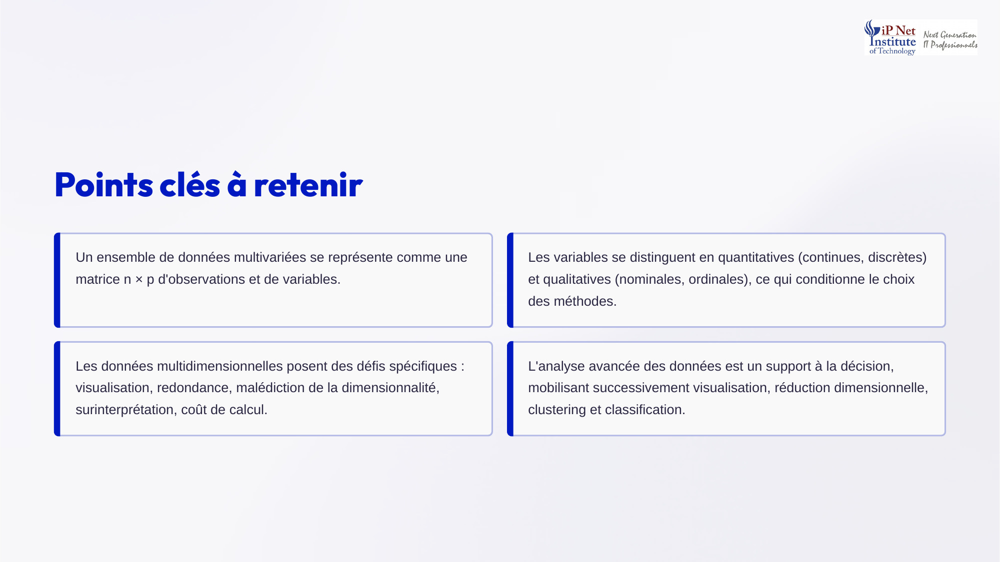 iP Net
Institute
of Technology
Next Generation
IT Professionnels
Points clés à retenir
Un ensemble de données multivariées se représente comme une
matrice n × p d'observations et de variables.
Les variables se distinguent en quantitatives (continues, discrètes)
et qualitatives (nominales, ordinales), ce qui conditionne le choix
des méthodes.
Les données multidimensionnelles posent des défis spécifiques :
visualisation, redondance, malédiction de la dimensionnalité,
surinterprétation, coût de calcul.
L'analyse avancée des données est un support à la décision,
mobilisant successivement visualisation, réduction dimensionnelle,
clustering et classification.